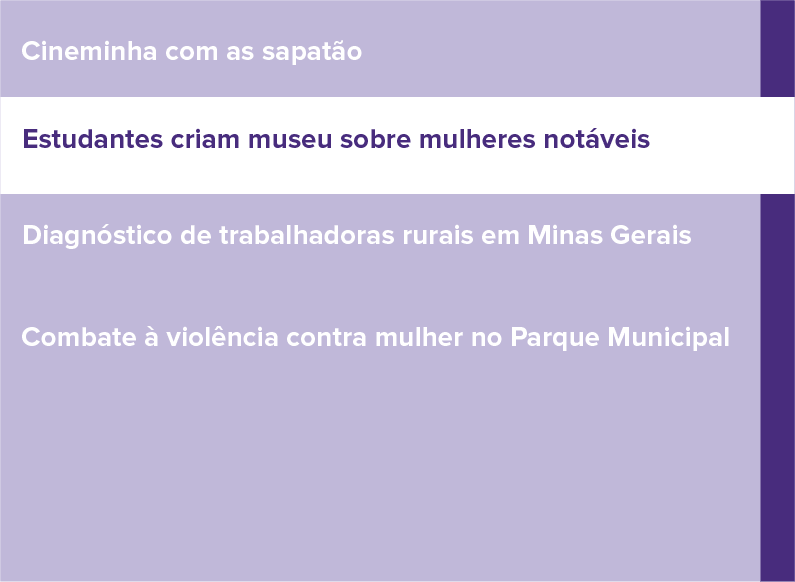 Cineminha com as sapatão
Estudantes criam museu sobre mulheres notáveis
Diagnóstico de trabalhadoras rurais em Minas Gerais
Combate à violência contra mulher no Parque Municipal